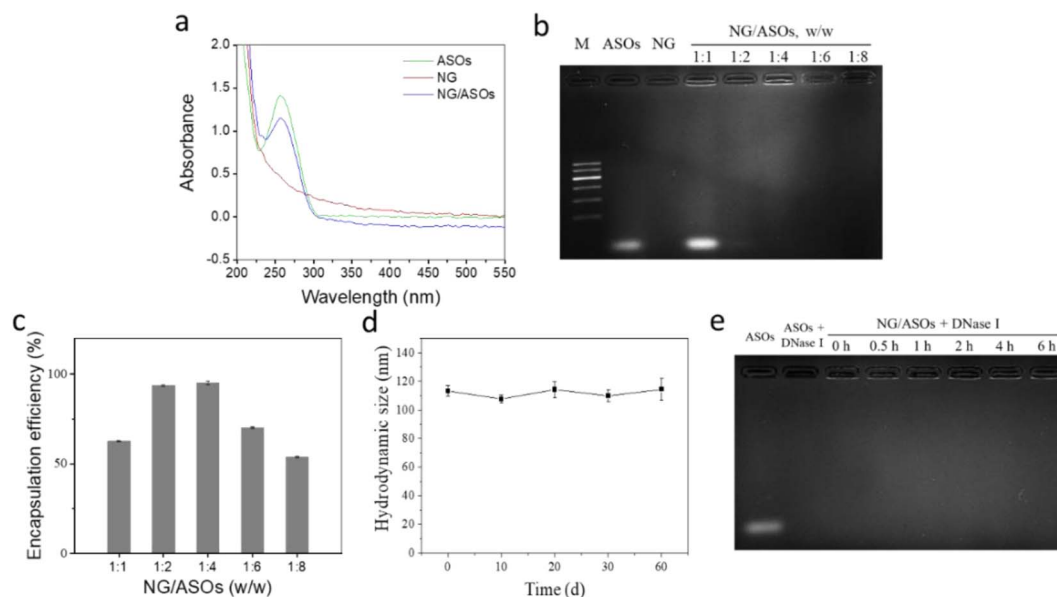 a
2.0
1.5
1.0
0.5
0.0
-0.5
Absorbance
ASOs
NG
NG/ASOs
200 250 300 350 400 450 500 550
Wavelength (nm)
b
NG/ASOs, w/w
M ASOs NG
1:1 1:2 1:4 1:6 1:8
c
Encapsulation efficiency (%)
100
50
0
1:1 1:2 1:4 1:6 1:8
NG/ASOs (w/w)
d
Hydrodynamic size (nm)
140
120
100
80
60
40
20
0
0 10 20 30 60
Time (d)
e
ASOs
ASOs +
DNase I
NG/ASOs + DNase I
0 h 0.5 h 1 h 2 h 4 h 6 h